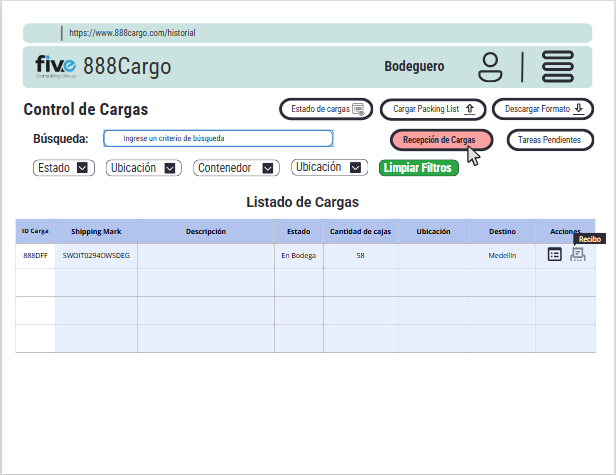 https://www.888cargo.com/historial
five
Consulting Group
888Cargo
Bodeguero
Control de Cargas
Estado de cargas
Cargar Packing List
Descargar Formato
Búsqueda:
Ingrese un criterio de búsqueda
Recepción de Cargas
Tareas Pendientes
Estado
Ubicación
Contenedor
Ubicación
Limpiar Filtros
Listado de Cargas
ID Carga Shipping Mark Descripción Estado Cantidad de cajas Ubicación Destino Acciones
Recibo
888DFF SWOIT0294OWSDEG En Bodega 58 Medellín